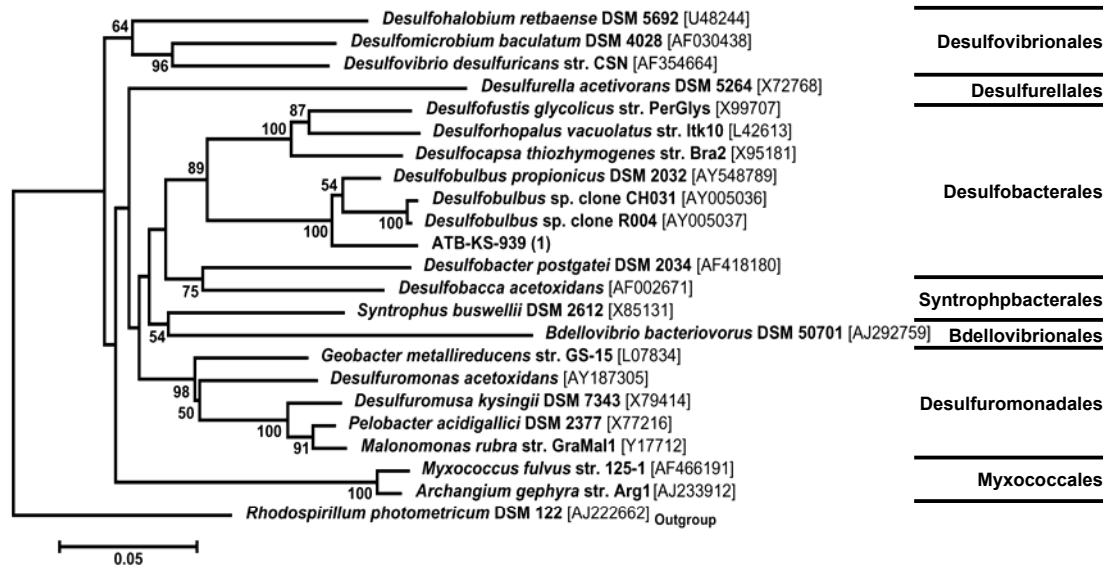 Desulfohalobium retbaense DSM 5692 [U48244]
64
Desulfomicrobium baculatum DSM 4028 [AF030438]
Desulfovibrionales
Desulfovibrio desulfuricans str. CSN [AF354664]
96
Desulfurella acetivorans DSM 5264 [X72768]
Desulfurellales
Desulfofustis glycolicus str. PerGlys [X99707]
87
Desulforhopalus vacuolatus str. ltk10 [L42613]
100
Desulfocapsa thiozhymogenes str. Bra2 [X95181]
89
Desulfobulbus propionicus DSM 2032 [AY548789]
54
Desulfobacterales
Desulfobulbus sp. clone CH031 [AY005036]
Desulfobulbus sp. clone R004 [AY005037]
100
100
ATB-KS-939 (1)
Desulfobacter postgatei DSM 2034 [AF418180]
75
Desulfobacca acetoxidans [AF002671]
Syntrophpbacterales
Syntrophus buswellii DSM 2612 [X85131]
54
Bdellovibrio bacteriovorus DSM 50701 [AJ292759]
Bdellovibrionales
Geobacter metallireducens str. GS-15 [L07834]
98
Desulfuromonas acetoxidans [AY187305]
50
Desulfuromusa kysingii DSM 7343 [X79414]
Desulfuromonadales
100
Pelobacter acidigallici DSM 2377 [X77216]
91
Malonomonas rubra str. GraMal1 [Y17712]
Myxococcus fulvus str. 125-1 [AF466191]
Myxococcales
100
Archangium gephyra str. Arg1 [AJ233912]
Rhodospirillum photometricum DSM 122 [AJ222662] Outgroup
0.05